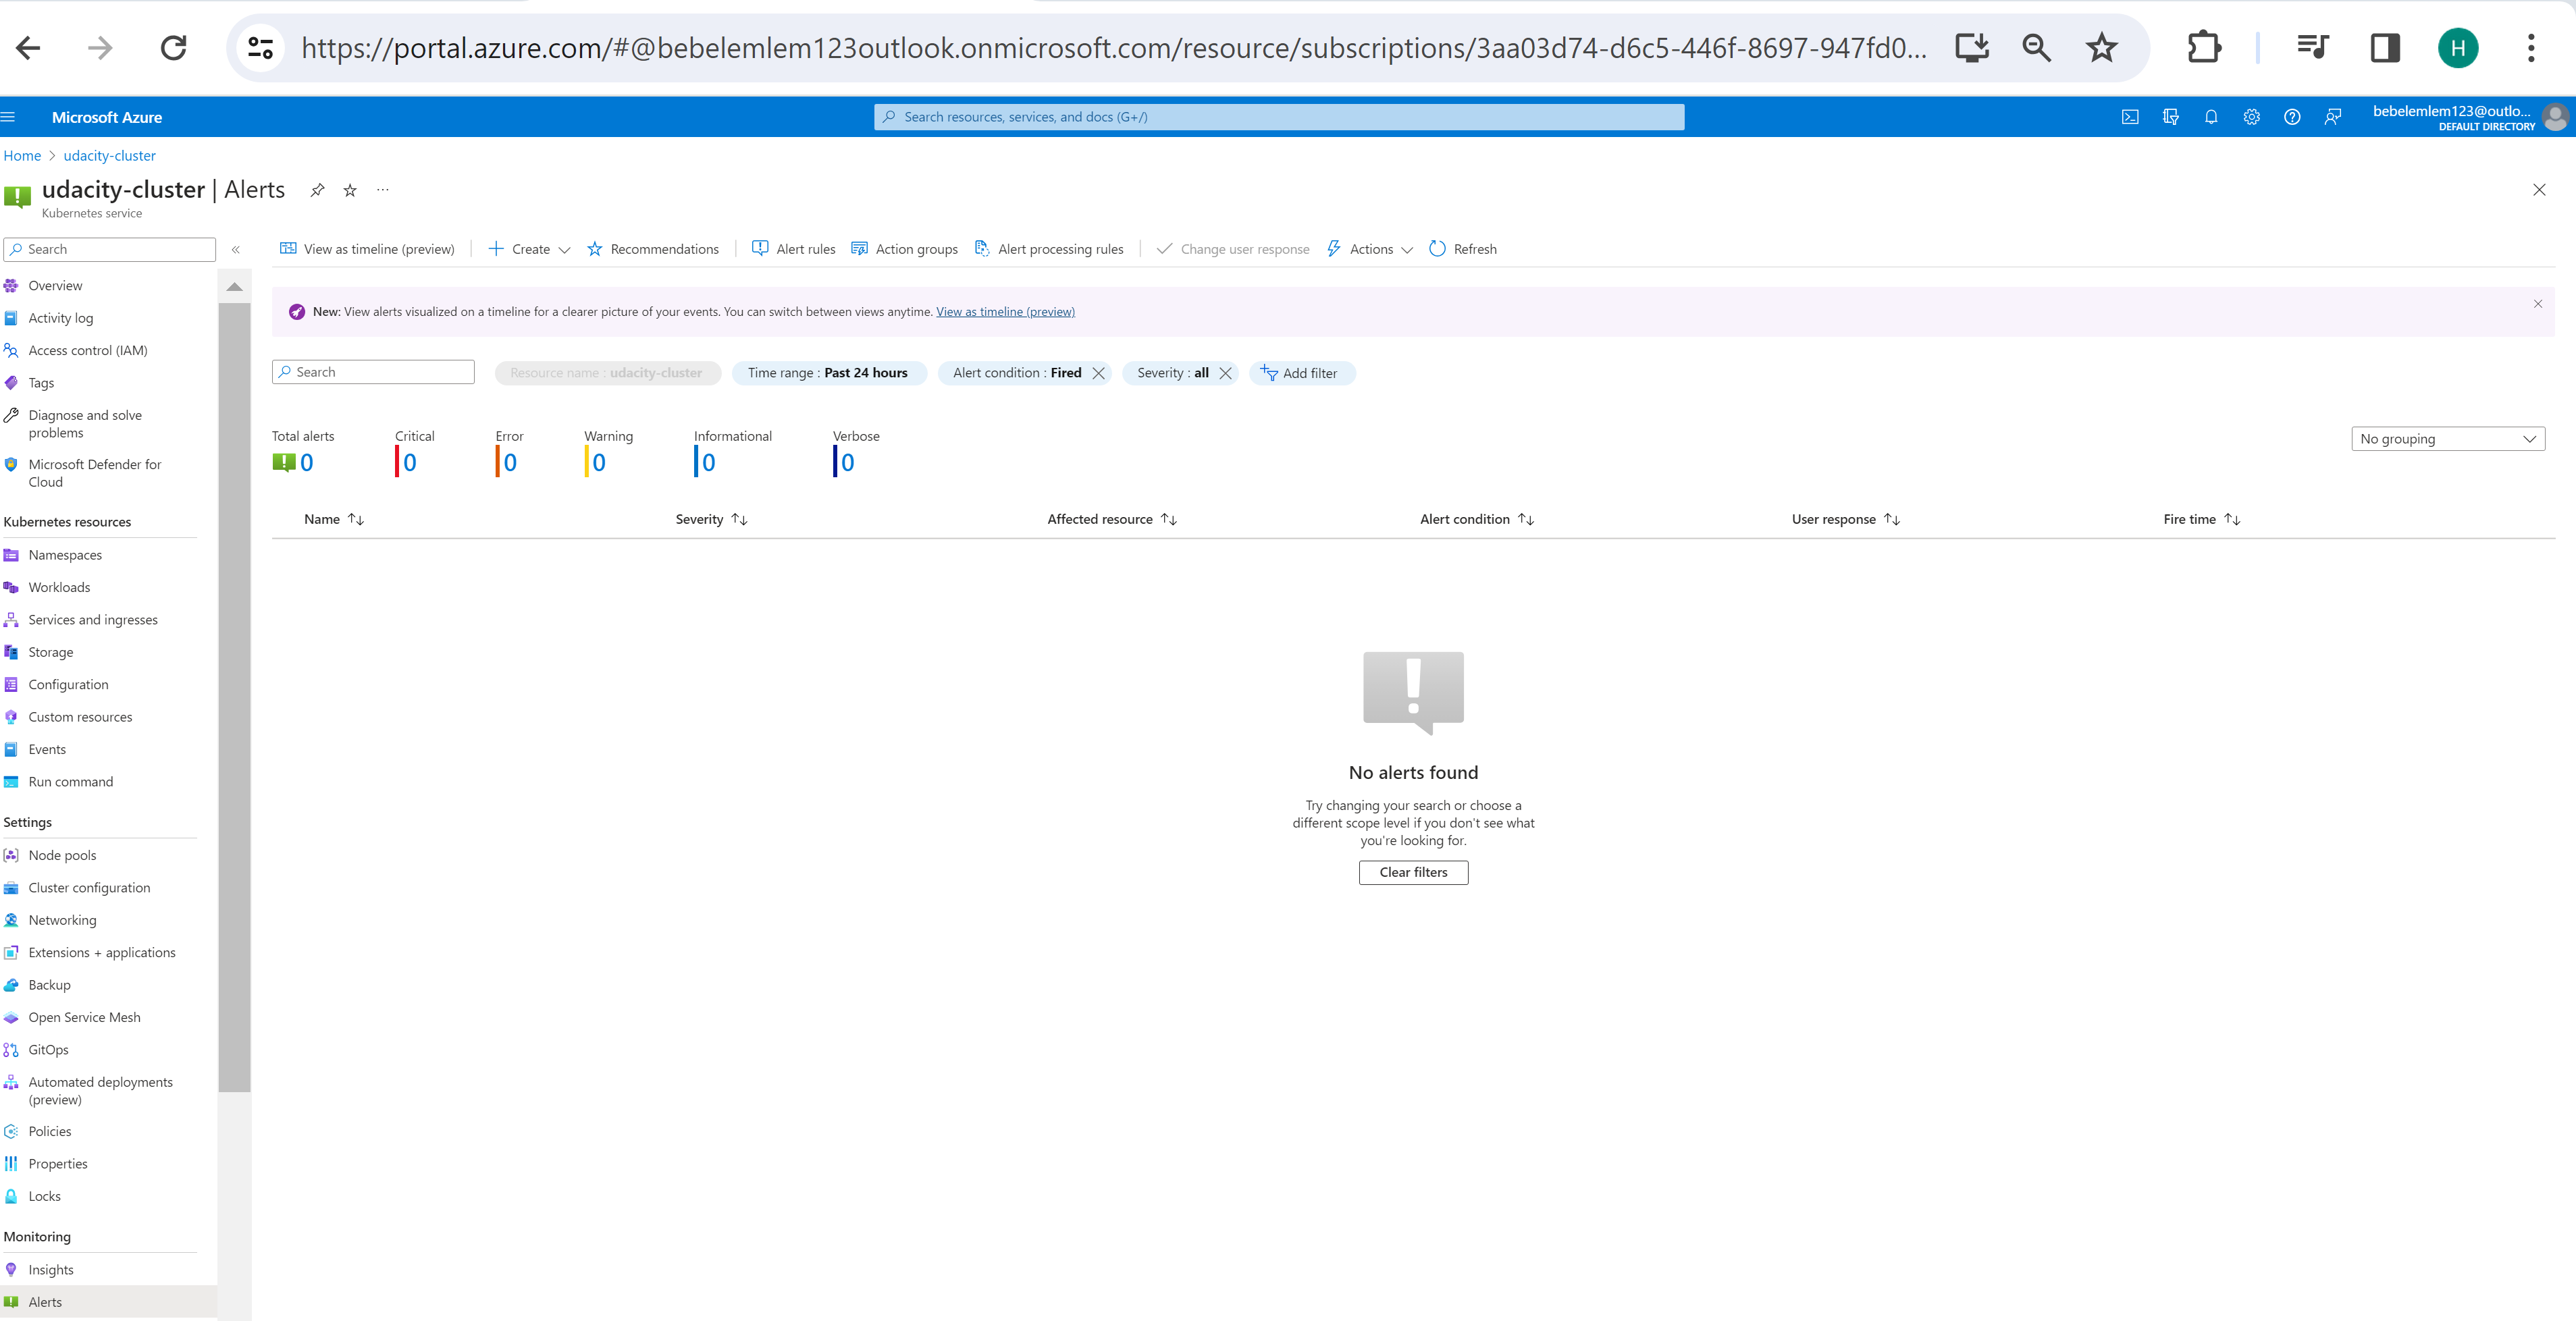 https://portal.azure.com/#@bebelemlem123outlook.onmicrosoft.com/resource/subscriptions/3aa03d74-d6c5-446f-8697-947fd0...
H
Microsoft Azure
Search resources, services, and docs (G+/)
bebelemlem123@outlo...
DEFAULT DIRECTORY
Home > udacity-cluster
udacity-cluster | Alerts
Kubernetes service
Search
View as timeline (preview)
Create
Recommendations
Alert rules
Action groups
Alert processing rules
Change user response
Actions
Refresh
Overview
Activity log
Access control (IAM)
Tags
Diagnose and solve
problems
Microsoft Defender for
Cloud
Kubernetes resources
Namespaces
Workloads
Services and ingresses
Storage
Configuration
Custom resources
Events
Run command
Settings
Node pools
Cluster configuration
Networking
Extensions + applications
Backup
Open Service Mesh
GitOps
Automated deployments
(preview)
Policies
Properties
Locks
Monitoring
Insights
Alerts
New: View alerts visualized on a timeline for a clearer picture of your events. You can switch between views anytime. View as timeline (preview)
Search
Resource name : udacity-cluster
Time range : Past 24 hours
Alert condition : Fired
Severity : all
Add filter
Total alerts
0
Critical
0
Error
0
Warning
0
Informational
0
Verbose
0
No grouping
Name
Severity
Affected resource
Alert condition
User response
Fire time
No alerts found
Try changing your search or choose a
different scope level if you don't see what
you're looking for.
Clear filters